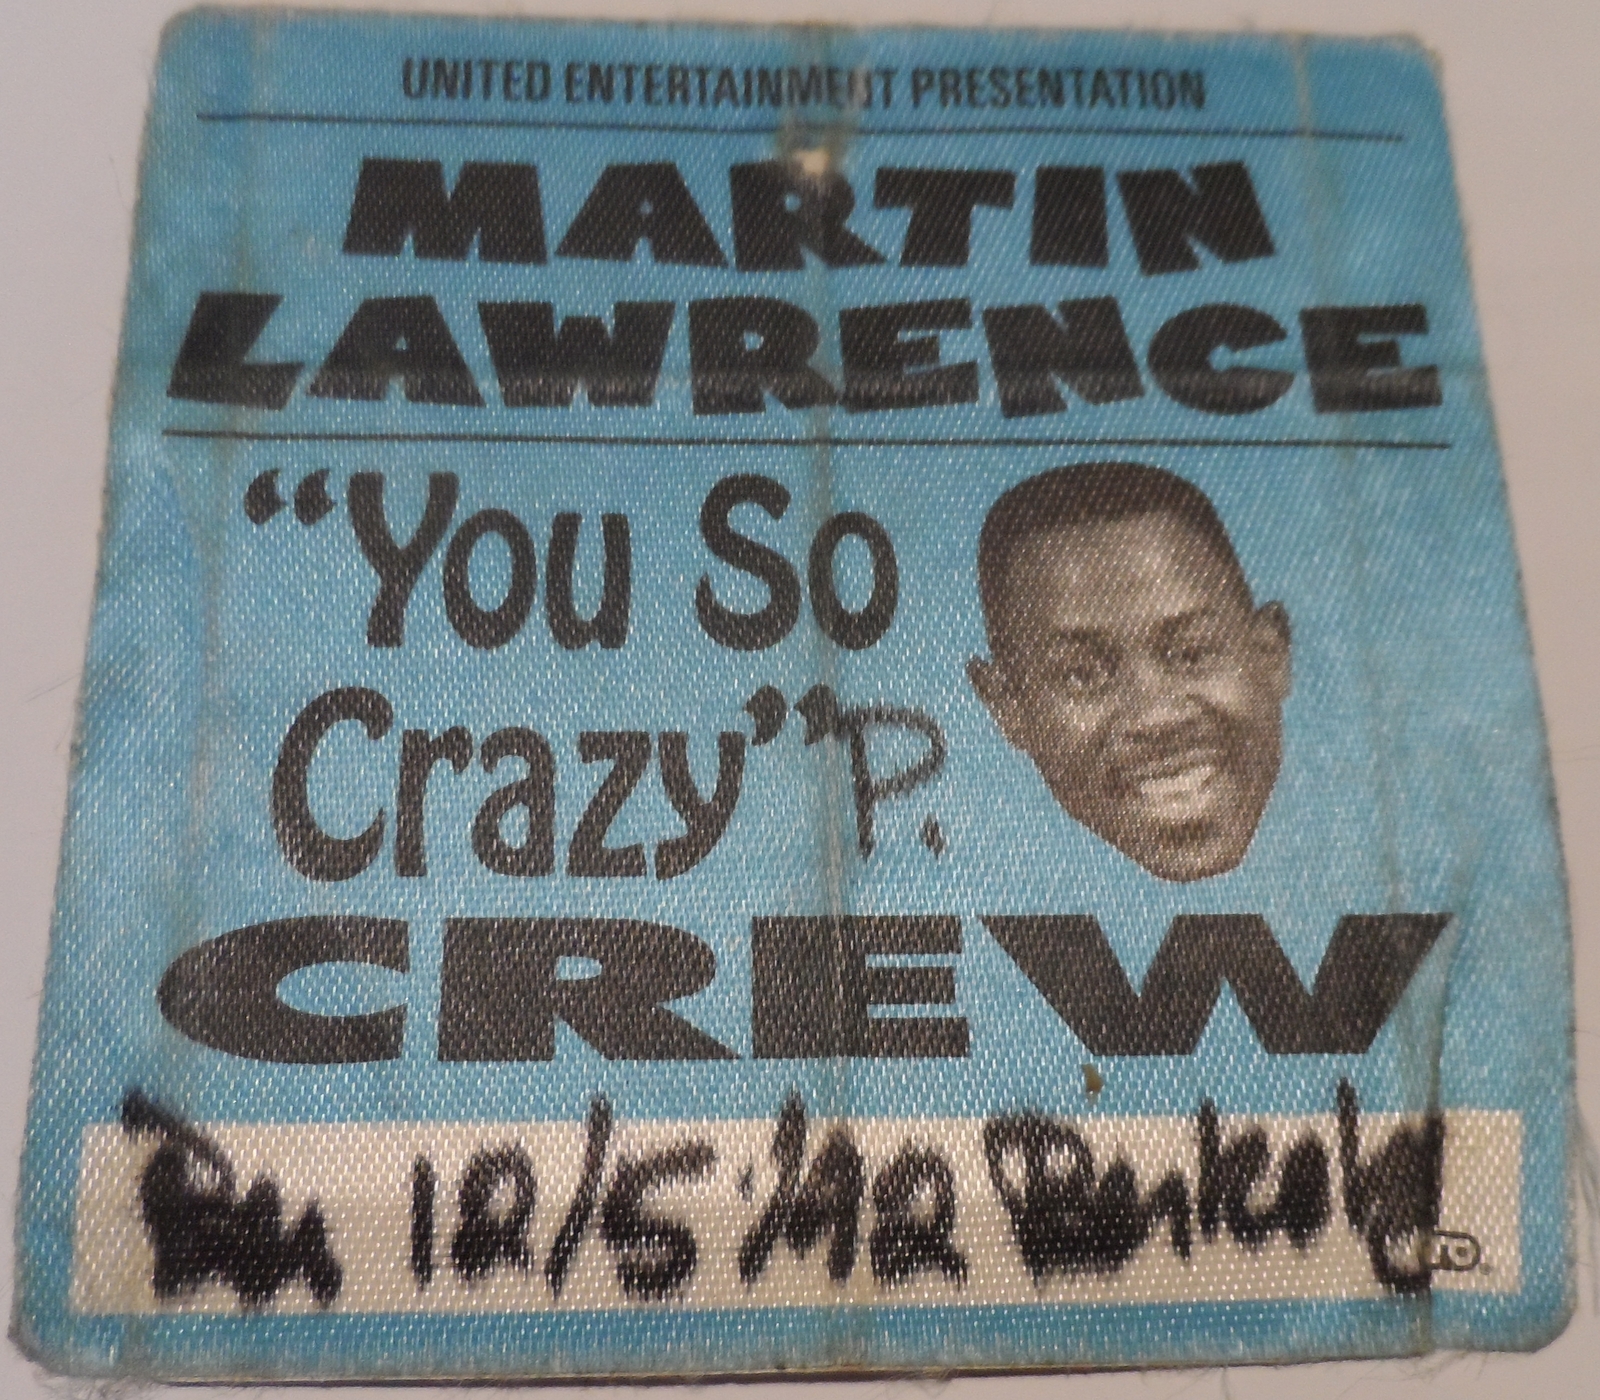 UNITED ENTERTAINMENT PRESENTATION
MARTIN
LAWRENCE
“You So
Crazy” P.
CREW
12/5